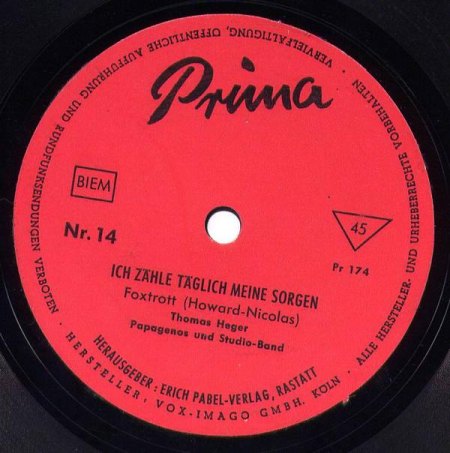 Prima
BIEM
Nr. 14
45
Pr 174
ICH ZÄHLE TÄGLICH MEINE SORGEN
Foxtrott (Howard-Nicolas)
Thomas Heger
Papagenos und Studio-Band
HERAUSGEBER: ERICH PABEL-VERLAG, RASTATT
HERSTELLER, VOX-IMAGO GMBH. KÖLN · ALLE HERSTELLER- UND URHEBERRECHTE VORBEHALTEN · VERVIELFÄLTIGUNG, ÖFFENTLICHE AUFFÜHRUNG UND RUNDFUNKSENDUNGEN VERBOTEN.